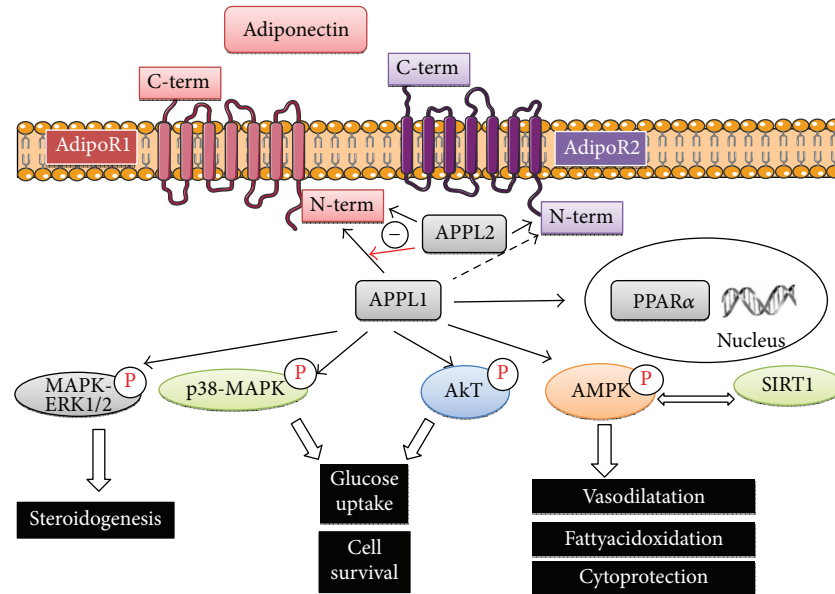 Adiponectin
C-term
C-term
AdipoR1
AdipoR2
N-term
N-term
−
APPL2
APPL1
PPARα
Nucleus
MAPK-
ERK1/2
P
p38-MAPK
P
AkT
P
AMPK
P
SIRT1
Steroidogenesis
Glucose
uptake
Cell
survival
Vasodilatation
Fattyacidoxidation
Cytoprotection